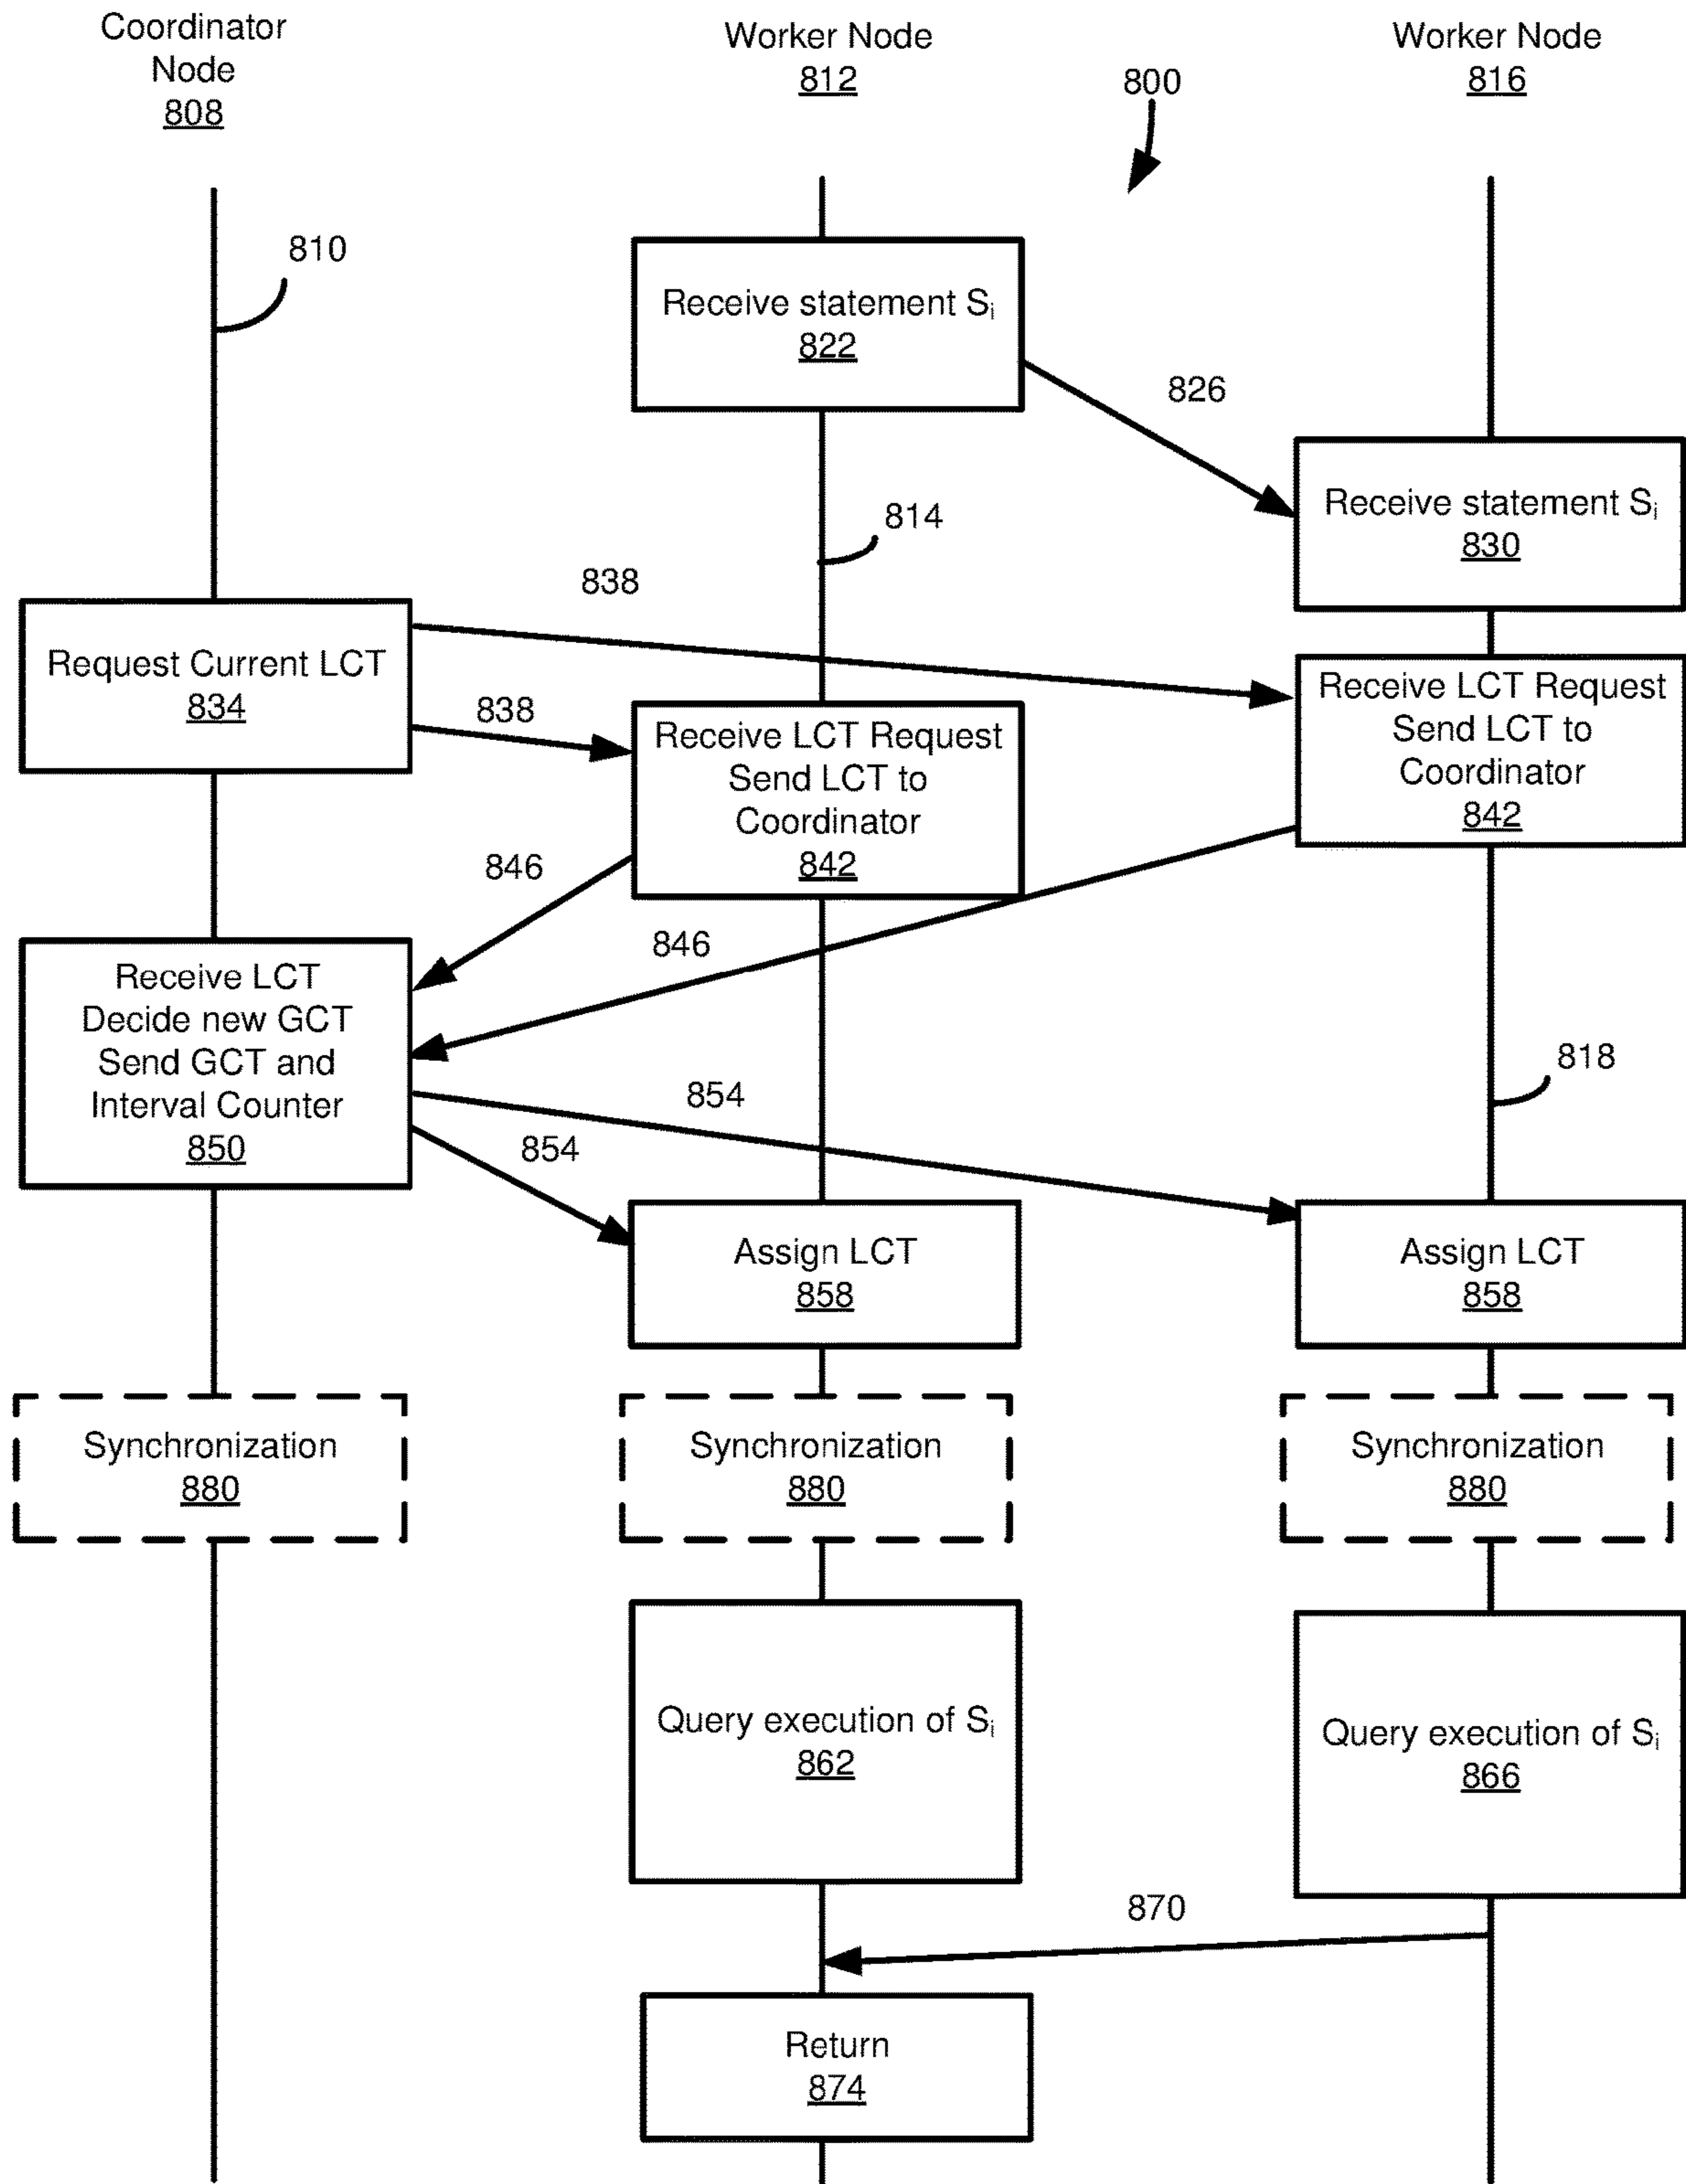 Coordinator
Node
808
Worker Node
812
800
Worker Node
816
810
Receive statement Si
822
826
Receive statement Si
830
814
838
Request Current LCT
834
838
Receive LCT Request
Send LCT to
Coordinator
842
Receive LCT Request
Send LCT to
Coordinator
842
846
846
Receive LCT
Decide new GCT
Send GCT and
Interval Counter
850
818
854
854
Assign LCT
858
Assign LCT
858
Synchronization
880
Synchronization
880
Synchronization
880
Query execution of Si
862
Query execution of Si
866
870
Return
874